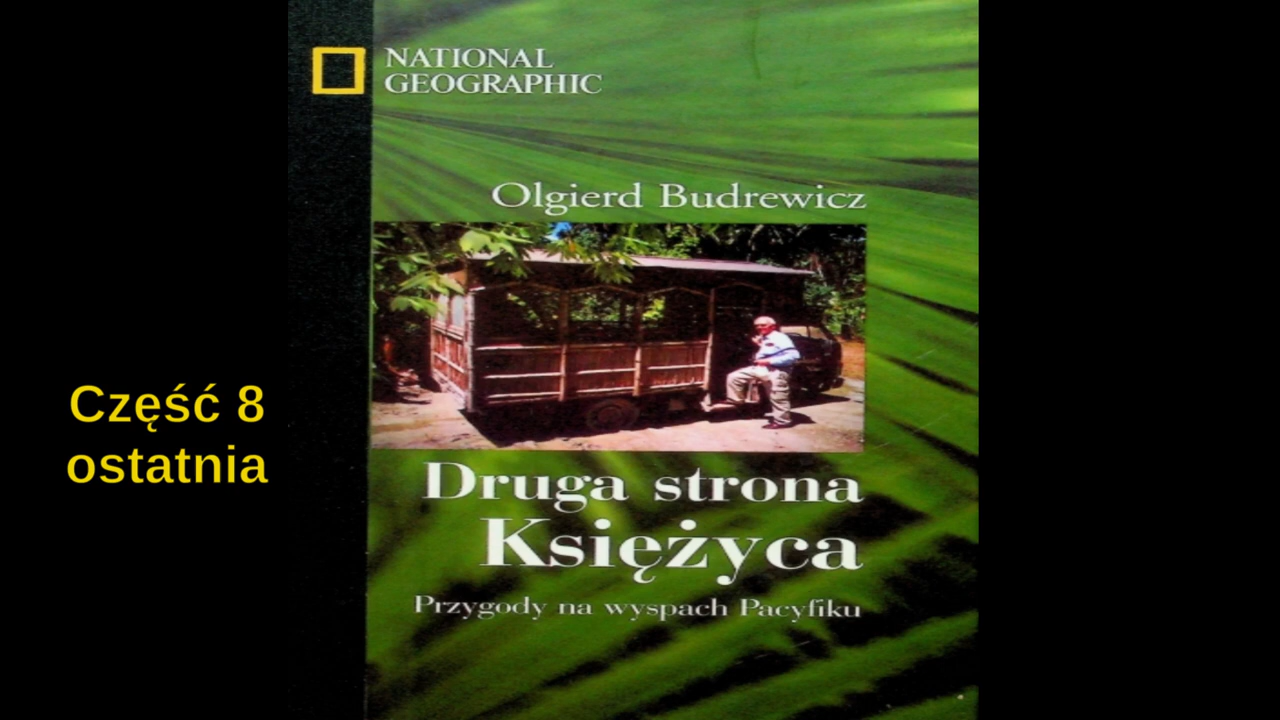 NATIONAL
GEOGRAPHIC
Olgierd Budrewicz
Część 8
ostatnia
Druga strona
Księżyca
Przygody na wyspach Pacyfiku